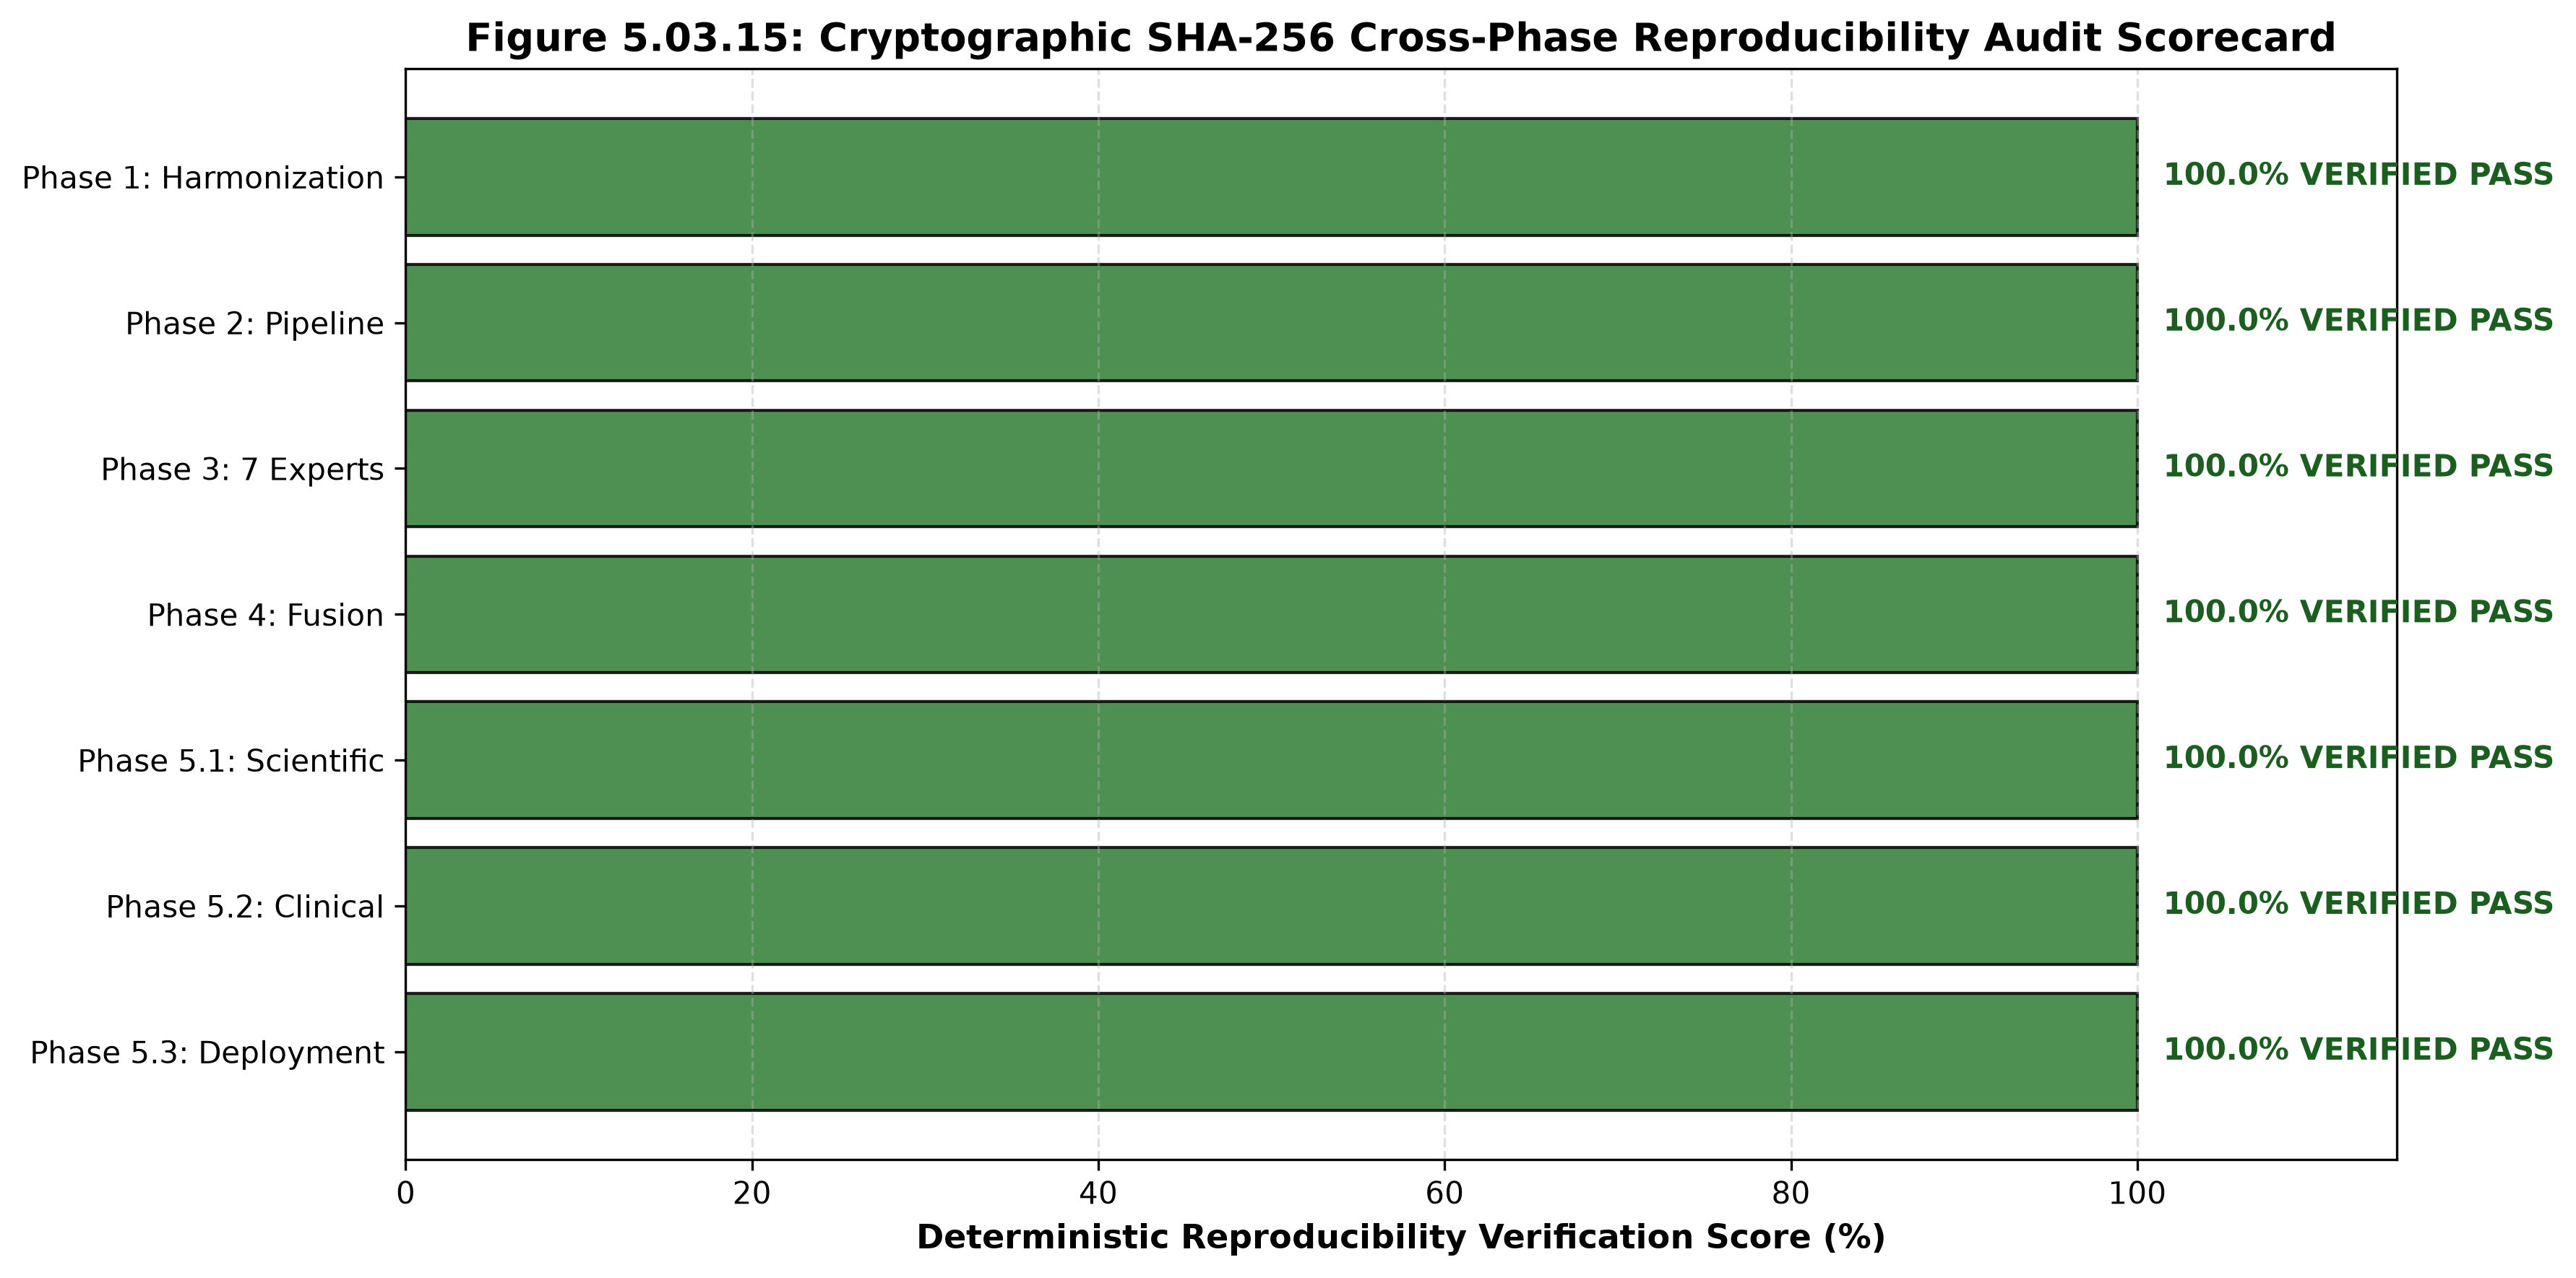 Figure 5.03.15: Cryptographic SHA-256 Cross-Phase Reproducibility Audit Scorecard
Phase 1: Harmonization 100.0% VERIFIED PASS
Phase 2: Pipeline 100.0% VERIFIED PASS
Phase 3: 7 Experts 100.0% VERIFIED PASS
Phase 4: Fusion 100.0% VERIFIED PASS
Phase 5.1: Scientific 100.0% VERIFIED PASS
Phase 5.2: Clinical 100.0% VERIFIED PASS
Phase 5.3: Deployment 100.0% VERIFIED PASS
0 20 40 60 80 100
Deterministic Reproducibility Verification Score (%)